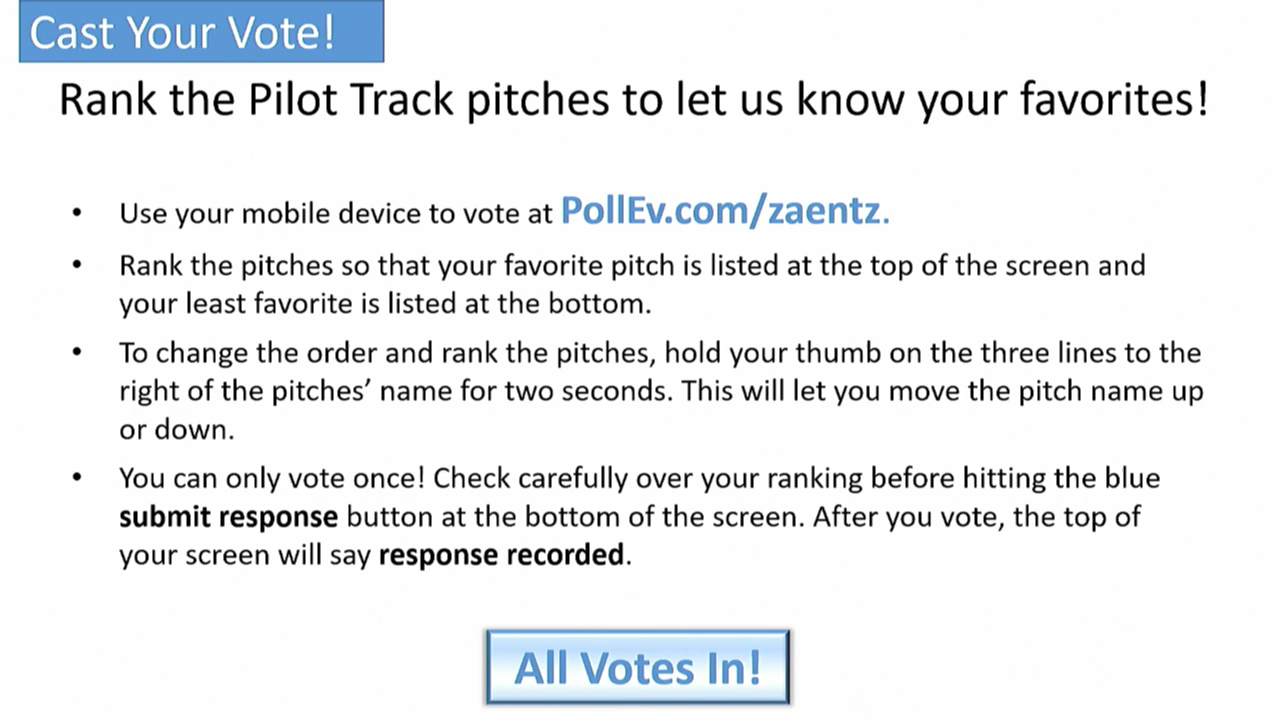 Cast Your Vote!
Rank the Pilot Track pitches to let us know your favorites!
• Use your mobile device to vote at PollEv.com/zaentz.
• Rank the pitches so that your favorite pitch is listed at the top of the screen and
your least favorite is listed at the bottom.
• To change the order and rank the pitches, hold your thumb on the three lines to the
right of the pitches’ name for two seconds. This will let you move the pitch name up
or down.
• You can only vote once! Check carefully over your ranking before hitting the blue
submit response button at the bottom of the screen. After you vote, the top of
your screen will say response recorded.
All Votes In!